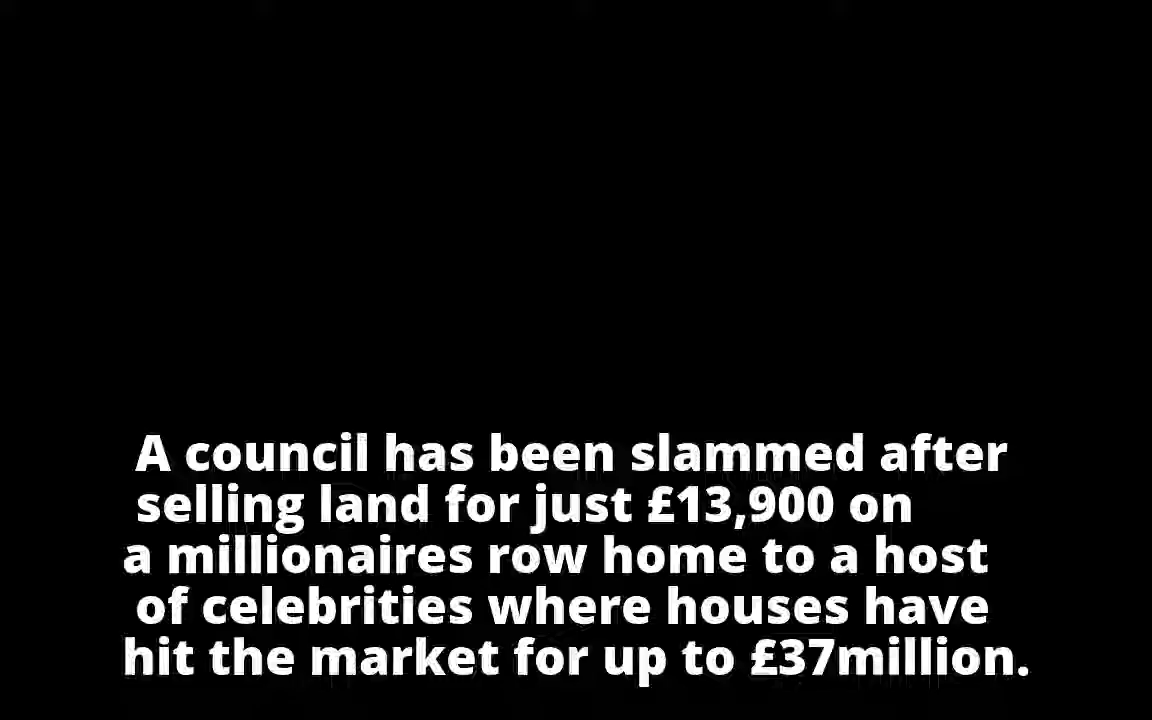 A council has been slammed after
selling land for just £13,900 on
a millionaires row home to a host
of celebrities where houses have
hit the market for up to £37million.